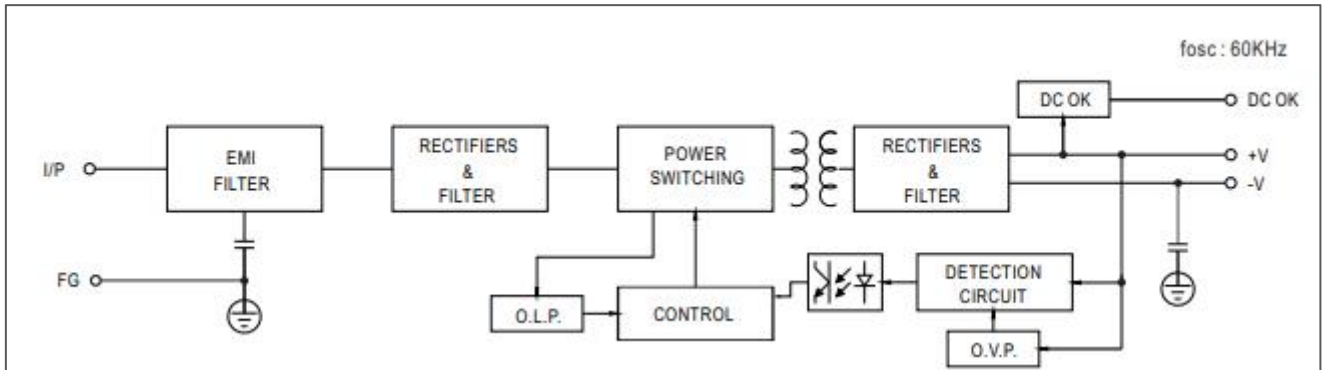 fosc : 60KHz
DC OK
DC OK
I/P
EMI
FILTER
RECTIFIERS
&
FILTER
POWER
SWITCHING
RECTIFIERS
&
FILTER
+V
-V
FG
O.L.P.
CONTROL
DETECTION
CIRCUIT
O.V.P.